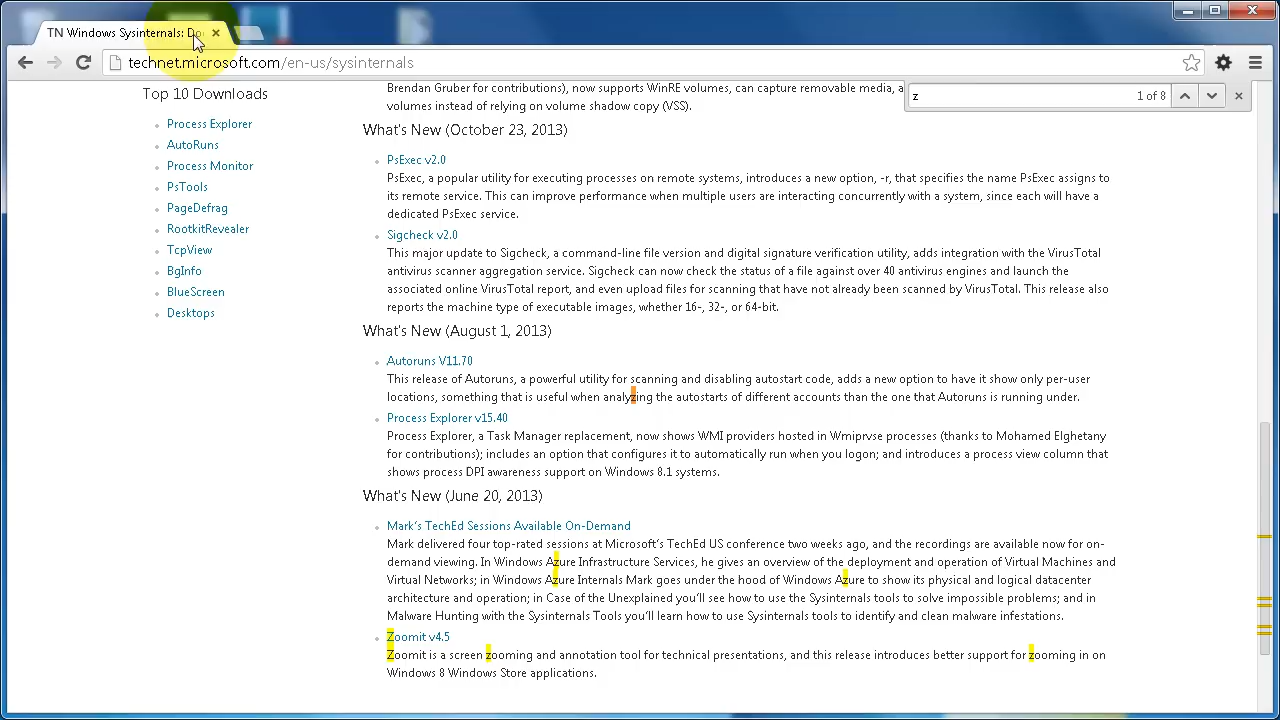 TN Windows Sysinternals: Do
technet.microsoft.com/en-us/sysinternals
z
1 of 8
Top 10 Downloads
Process Explorer
AutoRuns
Process Monitor
PsTools
PageDefrag
RootkitRevealer
TcpView
BgInfo
BlueScreen
Desktops
Brendan Gruber for contributions), now supports WinRE volumes, can capture removable media, a
volumes instead of relying on volume shadow copy (VSS).
What's New (October 23, 2013)
PsExec v2.0
PsExec, a popular utility for executing processes on remote systems, introduces a new option, -r, that specifies the name PsExec assigns to
its remote service. This can improve performance when multiple users are interacting concurrently with a system, since each will have a
dedicated PsExec service.
Sigcheck v2.0
This major update to Sigcheck, a command-line file version and digital signature verification utility, adds integration with the VirusTotal
antivirus scanner aggregation service. Sigcheck can now check the status of a file against over 40 antivirus engines and launch the
associated online VirusTotal report, and even upload files for scanning that have not already been scanned by VirusTotal. This release also
reports the machine type of executable images, whether 16-, 32-, or 64-bit.
What's New (August 1, 2013)
Autoruns V11.70
This release of Autoruns, a powerful utility for scanning and disabling autostart code, adds a new option to have it show only per-user
locations, something that is useful when analyzing the autostarts of different accounts than the one that Autoruns is running under.
Process Explorer v15.40
Process Explorer, a Task Manager replacement, now shows WMI providers hosted in Wmiprvse processes (thanks to Mohamed Elghetany
for contributions); includes an option that configures it to automatically run when you logon; and introduces a process view column that
shows process DPI awareness support on Windows 8.1 systems.
What's New (June 20, 2013)
Mark's TechEd Sessions Available On-Demand
Mark delivered four top-rated sessions at Microsoft's TechEd US conference two weeks ago, and the recordings are available now for on-
demand viewing. In Windows Azure Infrastructure Services, he gives an overview of the deployment and operation of Virtual Machines and
Virtual Networks; in Windows Azure Internals Mark goes under the hood of Windows Azure to show its physical and logical datacenter
architecture and operation; in Case of the Unexplained you'll see how to use the Sysinternals tools to solve impossible problems; and in
Malware Hunting with the Sysinternals Tools you'll learn how to use Sysinternals tools to identify and clean malware infestations.
Zoomit v4.5
Zoomit is a screen zooming and annotation tool for technical presentations, and this release introduces better support for zooming in on
Windows 8 Windows Store applications.